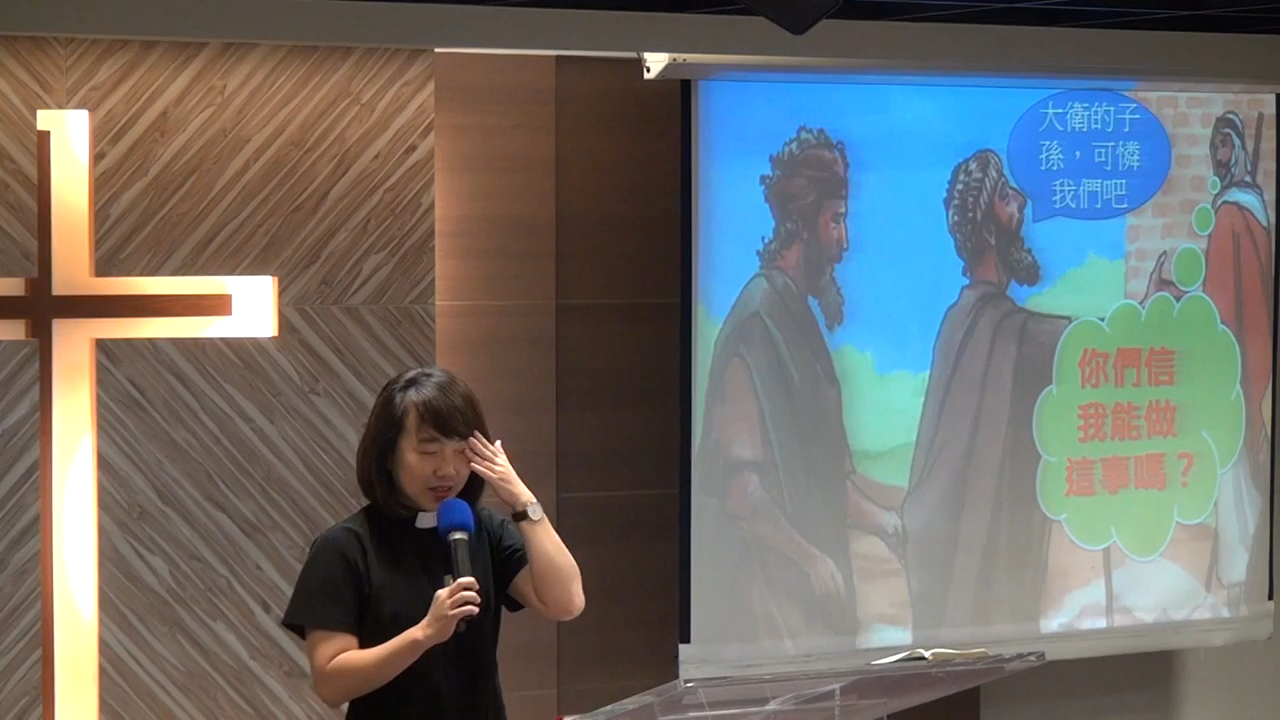 大衛的子
孫，可憐
我們吧
你們信
我能做
這事嗎？